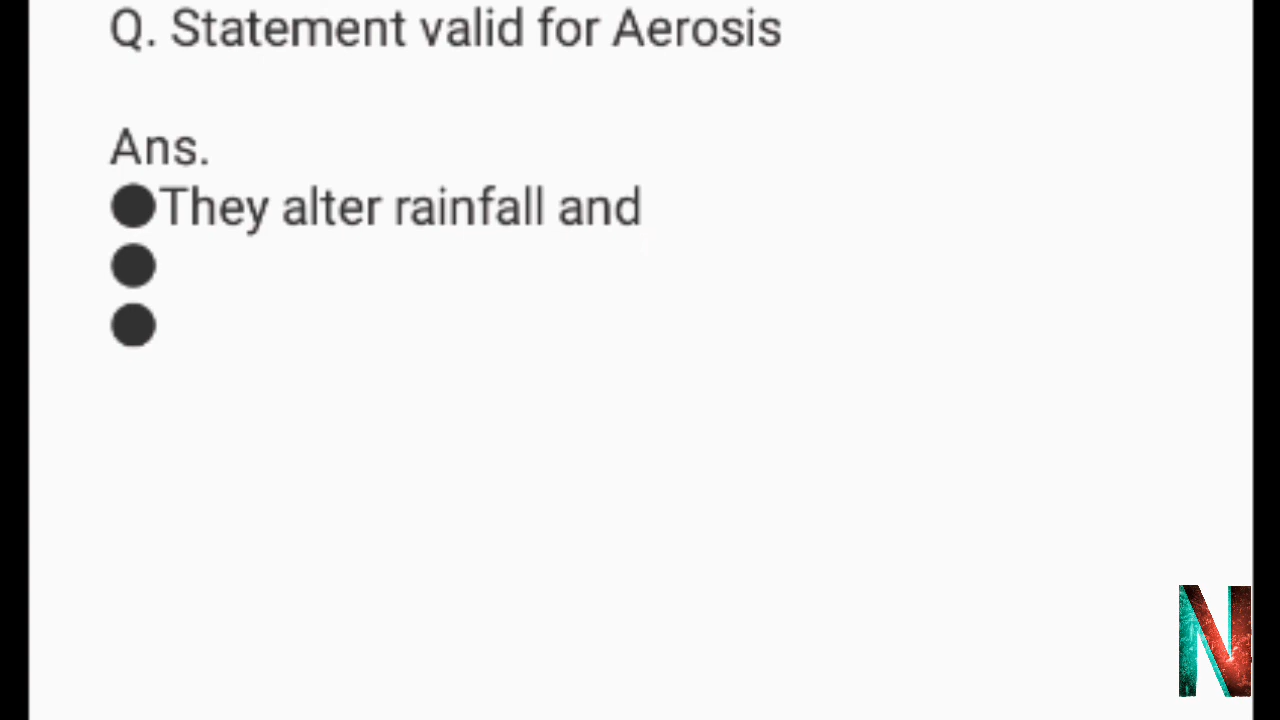 Q. Statement valid for Aerosis
Ans.
●They alter rainfall and
●
●
N